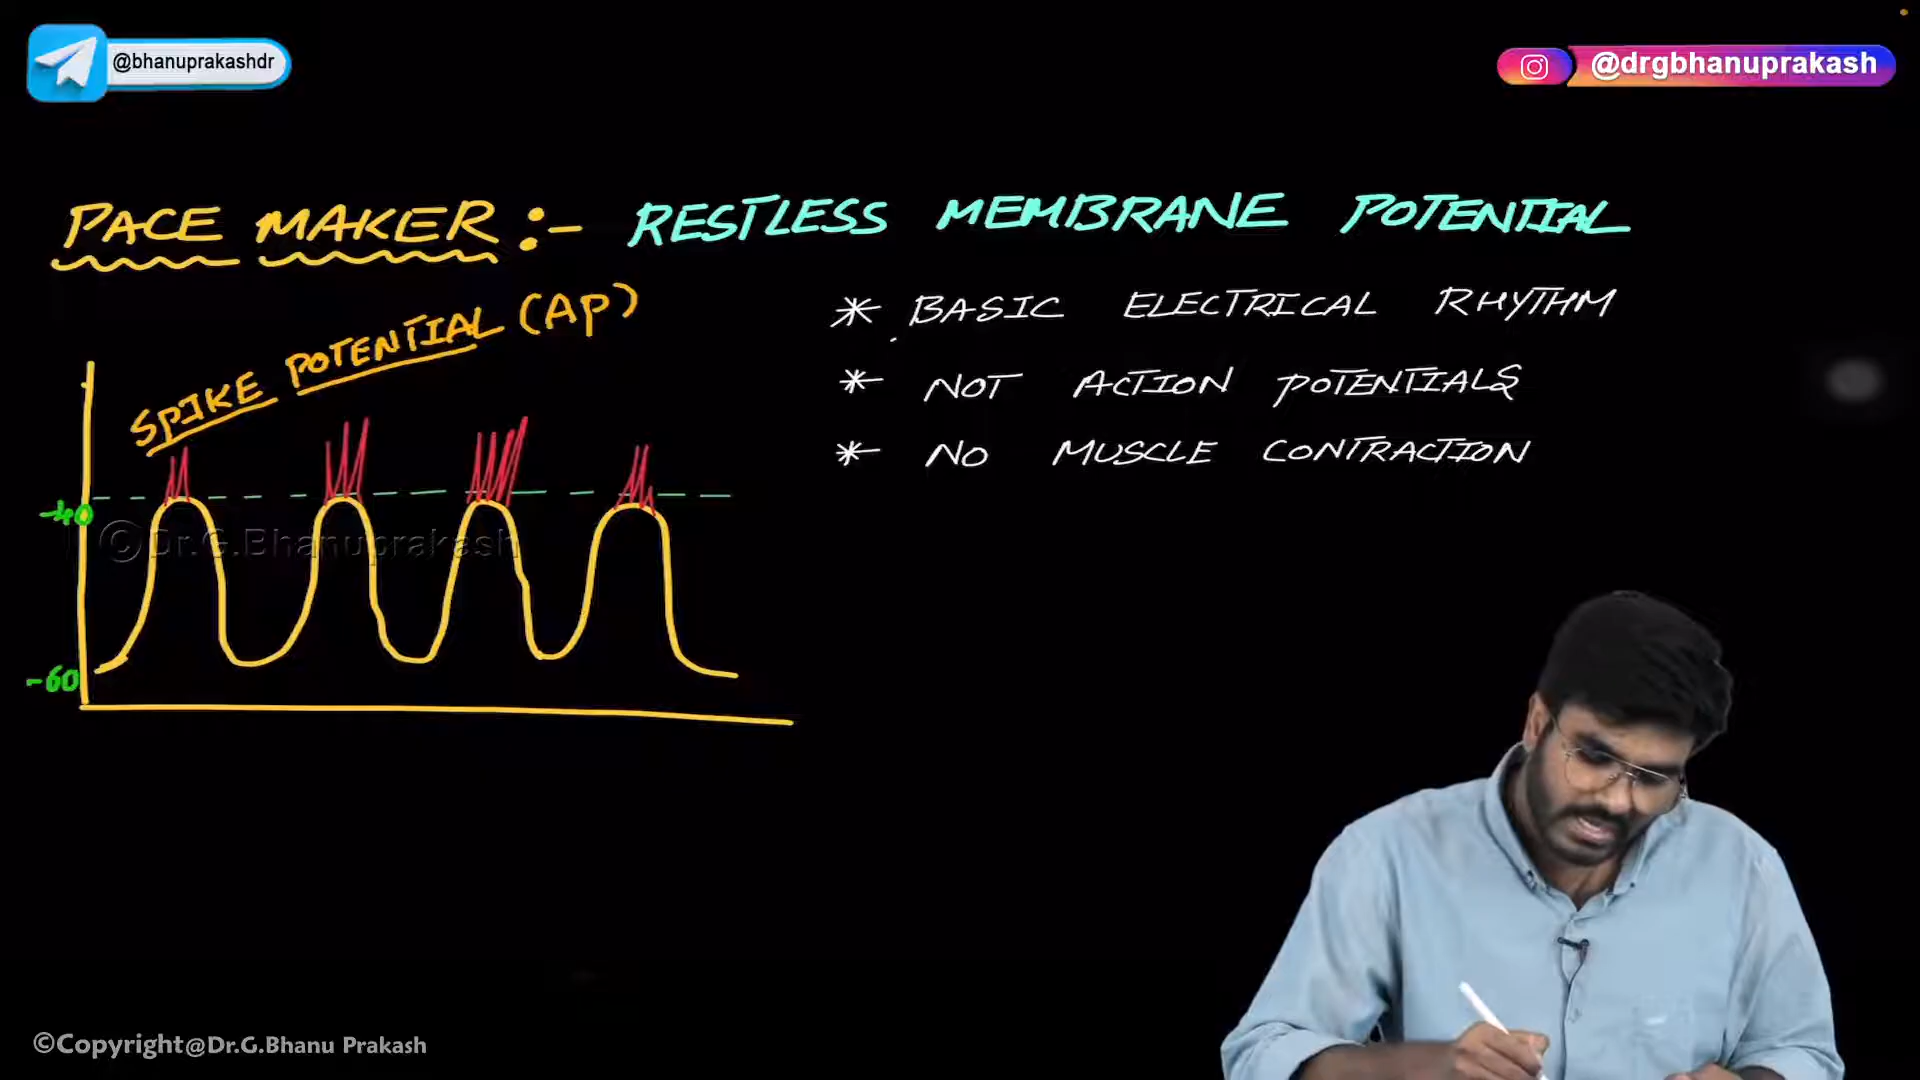 @bhanuprakashdr
@drgbhanuprakash
PACE MAKER :- RESTLESS MEMBRANE POTENTIAL
SPIKE POTENTIAL (AP)
* BASIC ELECTRICAL RHYTHM
* NOT ACTION POTENTIALS
* NO MUSCLE CONTRACTION
-40
©Dr.G.Bhanuprakash
-60
©Copyright@Dr.G.Bhanu Prakash